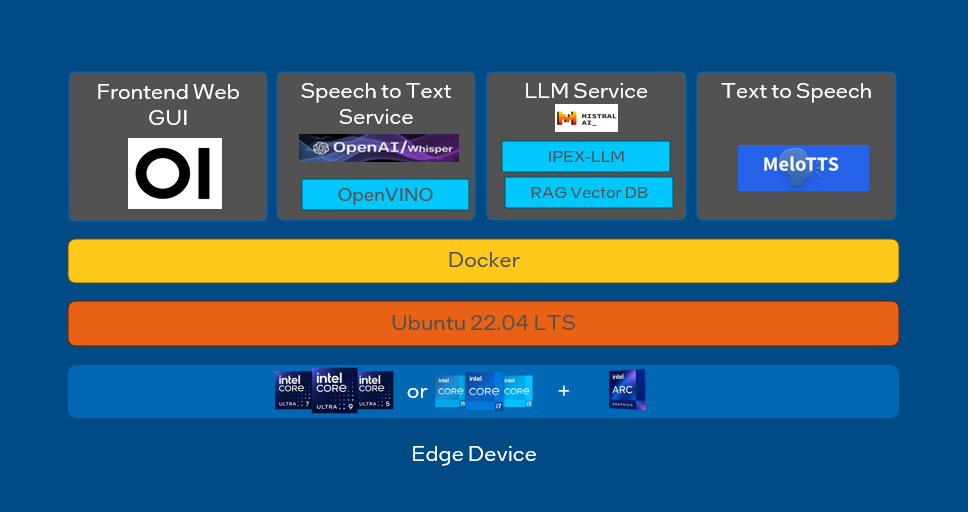 Frontend Web
GUI
OI
Speech to Text
Service
OpenAI/Whisper
OpenVINO
LLM Service
MISTRAL
AI_
IPEX-LLM
RAG Vector DB
Text to Speech
MeloTTS
Docker
Ubuntu 22.04 LTS
intel
CORE
ULTRA 7
intel
CORE
ULTRA 9
intel
CORE
ULTRA 5
or
intel
CORE
i5
intel
CORE
i7
intel
CORE
i3
+
intel
ARC
GRAPHICS
Edge Device